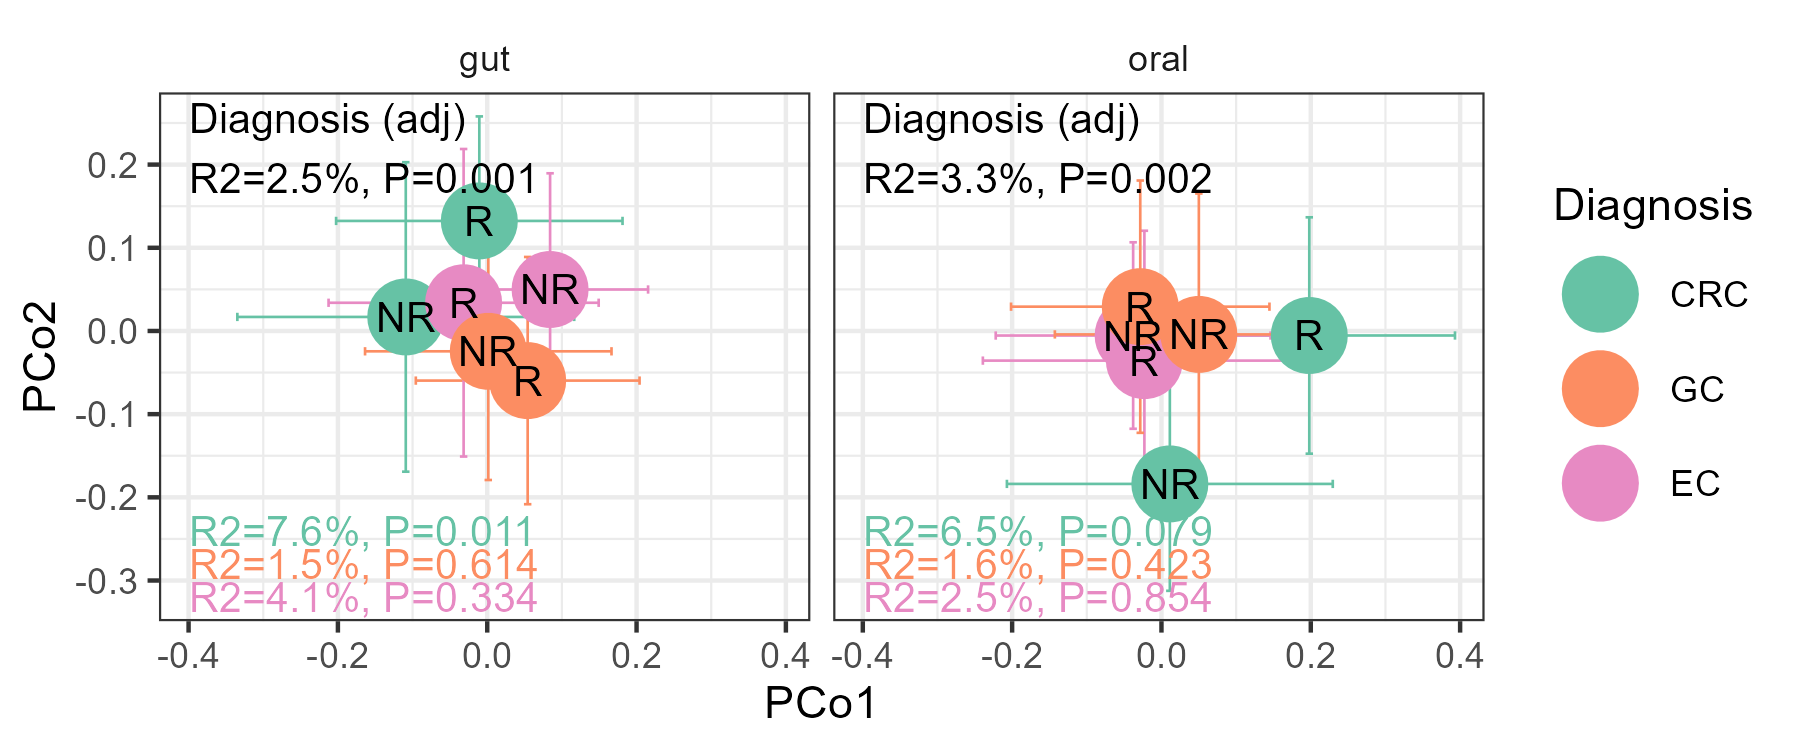 gut
oral
Diagnosis (adj)
R2=2.5%, P=0.001
Diagnosis (adj)
R2=3.3%, P=0.002
R
NR
R
NR
NR
R
R
NR
R
NR
R
NR
R2=7.6%, P=0.011
R2=1.5%, P=0.614
R2=4.1%, P=0.334
R2=6.5%, P=0.079
R2=1.6%, P=0.423
R2=2.5%, P=0.854
PCo2
0.2
0.1
0.0
-0.1
-0.2
-0.3
-0.4 -0.2 0.0 0.2 0.4
-0.4 -0.2 0.0 0.2 0.4
PCo1
Diagnosis
CRC
GC
EC